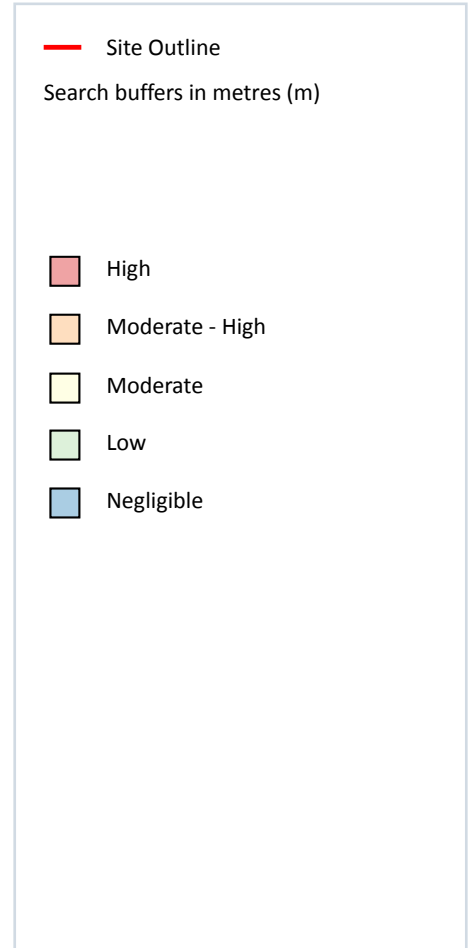 Site Outline
Search buffers in metres (m)
High
Moderate - High
Moderate
Low
Negligible